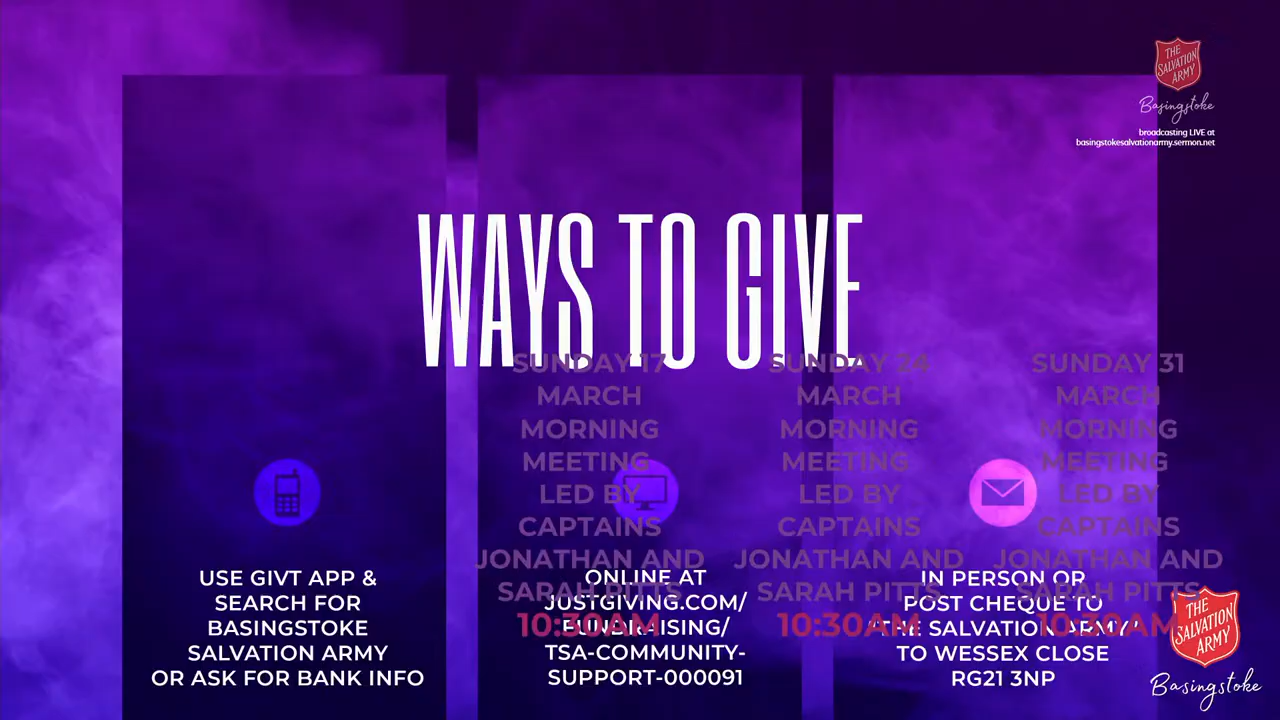 THE
SALVATION
ARMY
Basingstoke
broadcasting LIVE at
basingstokesalvationarmy.sermon.net
WAYS TO GIVE
SUNDAY 17
MARCH
MORNING
MEETING
LED BY
CAPTAINS
JONATHAN AND
SARAH PITTS
10:30AM
SUNDAY 24
MARCH
MORNING
MEETING
LED BY
CAPTAINS
JONATHAN AND
SARAH PITTS
10:30AM
SUNDAY 31
MARCH
MORNING
MEETING
LED BY
CAPTAINS
JONATHAN AND
SARAH PITTS
10:30AM
USE GIVT APP &
SEARCH FOR
BASINGSTOKE
SALVATION ARMY
OR ASK FOR BANK INFO
ONLINE AT
JUSTGIVING.COM/
FUNDRAISING/
TSA-COMMUNITY-
SUPPORT-000091
IN PERSON OR
POST CHEQUE TO
"THE SALVATION ARMY"
TO WESSEX CLOSE
RG21 3NP
THE
SALVATION
ARMY
Basingstoke